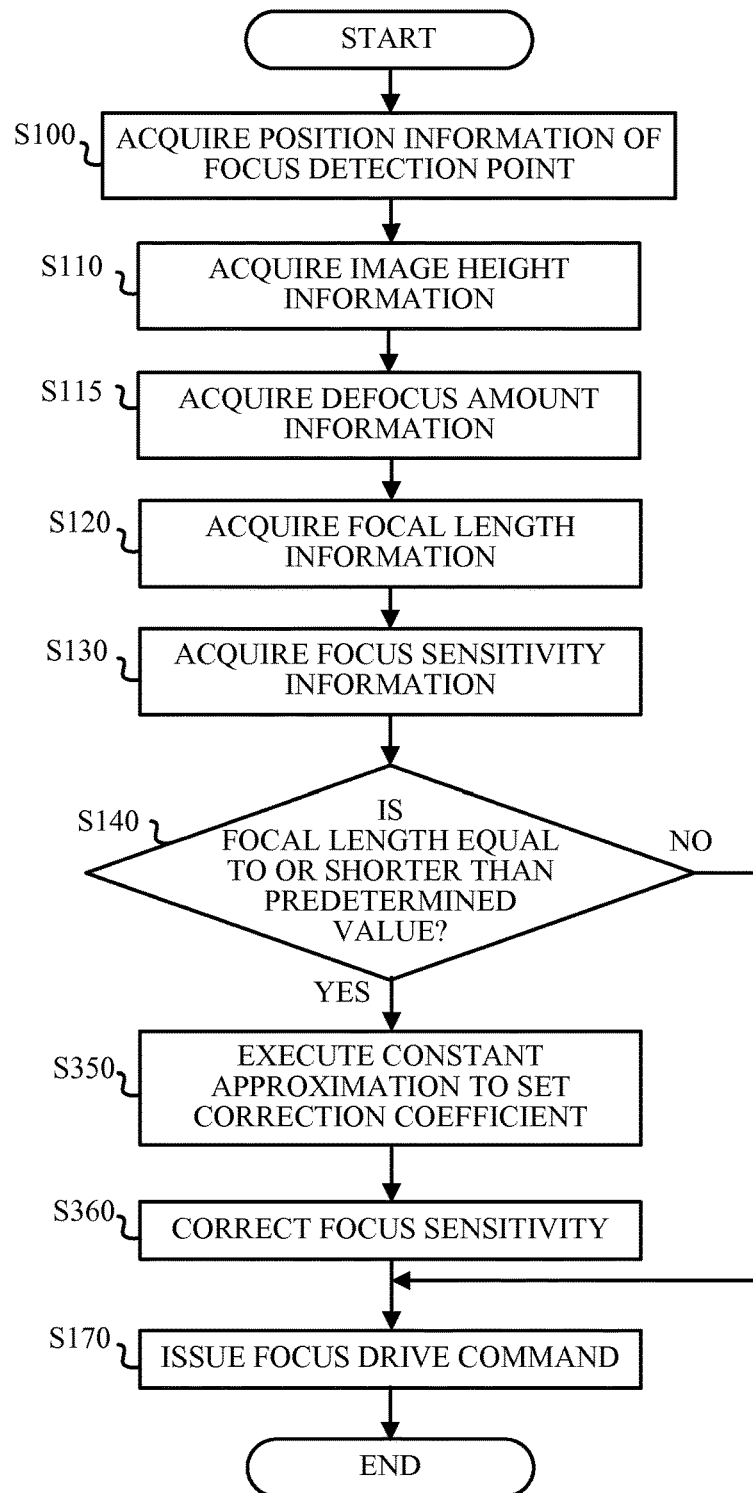 START
S100
ACQUIRE POSITION INFORMATION OF
FOCUS DETECTION POINT
S110
ACQUIRE IMAGE HEIGHT
INFORMATION
S115
ACQUIRE DEFOCUS AMOUNT
INFORMATION
S120
ACQUIRE FOCAL LENGTH
INFORMATION
S130
ACQUIRE FOCUS SENSITIVITY
INFORMATION
S140
IS
FOCAL LENGTH EQUAL
TO OR SHORTER THAN
PREDETERMINED
VALUE?
NO
YES
S350
EXECUTE CONSTANT
APPROXIMATION TO SET
CORRECTION COEFFICIENT
S360
CORRECT FOCUS SENSITIVITY
S170
ISSUE FOCUS DRIVE COMMAND
END